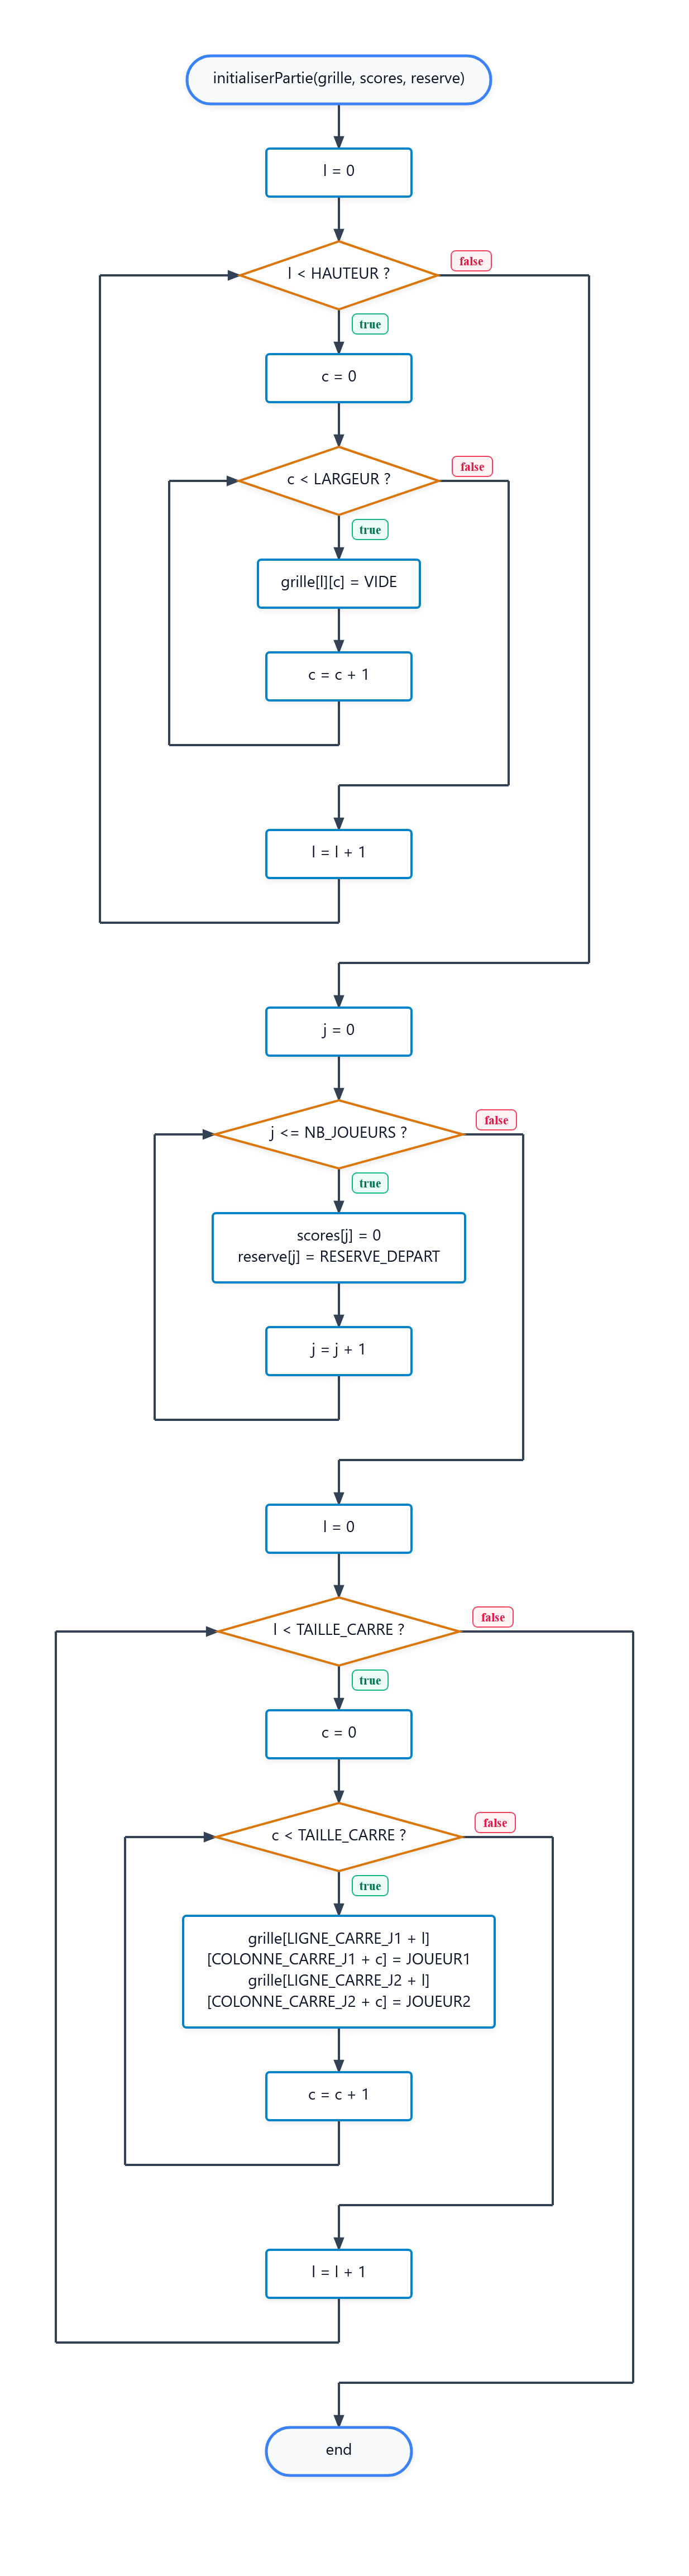 initialiserPartie(grille, scores, reserve)
l = 0
l < HAUTEUR ?
false
true
c = 0
c < LARGEUR ?
false
true
grille[l][c] = VIDE
c = c + 1
l = l + 1
j = 0
j <= NB_JOUEURS ?
false
true
scores[j] = 0
reserve[j] = RESERVE_DEPART
j = j + 1
l = 0
l < TAILLE_CARRE ?
false
true
c = 0
c < TAILLE_CARRE ?
false
true
grille[LIGNE_CARRE_J1 + l]
[COLONNE_CARRE_J1 + c] = JOUEUR1
grille[LIGNE_CARRE_J2 + l]
[COLONNE_CARRE_J2 + c] = JOUEUR2
c = c + 1
l = l + 1
end